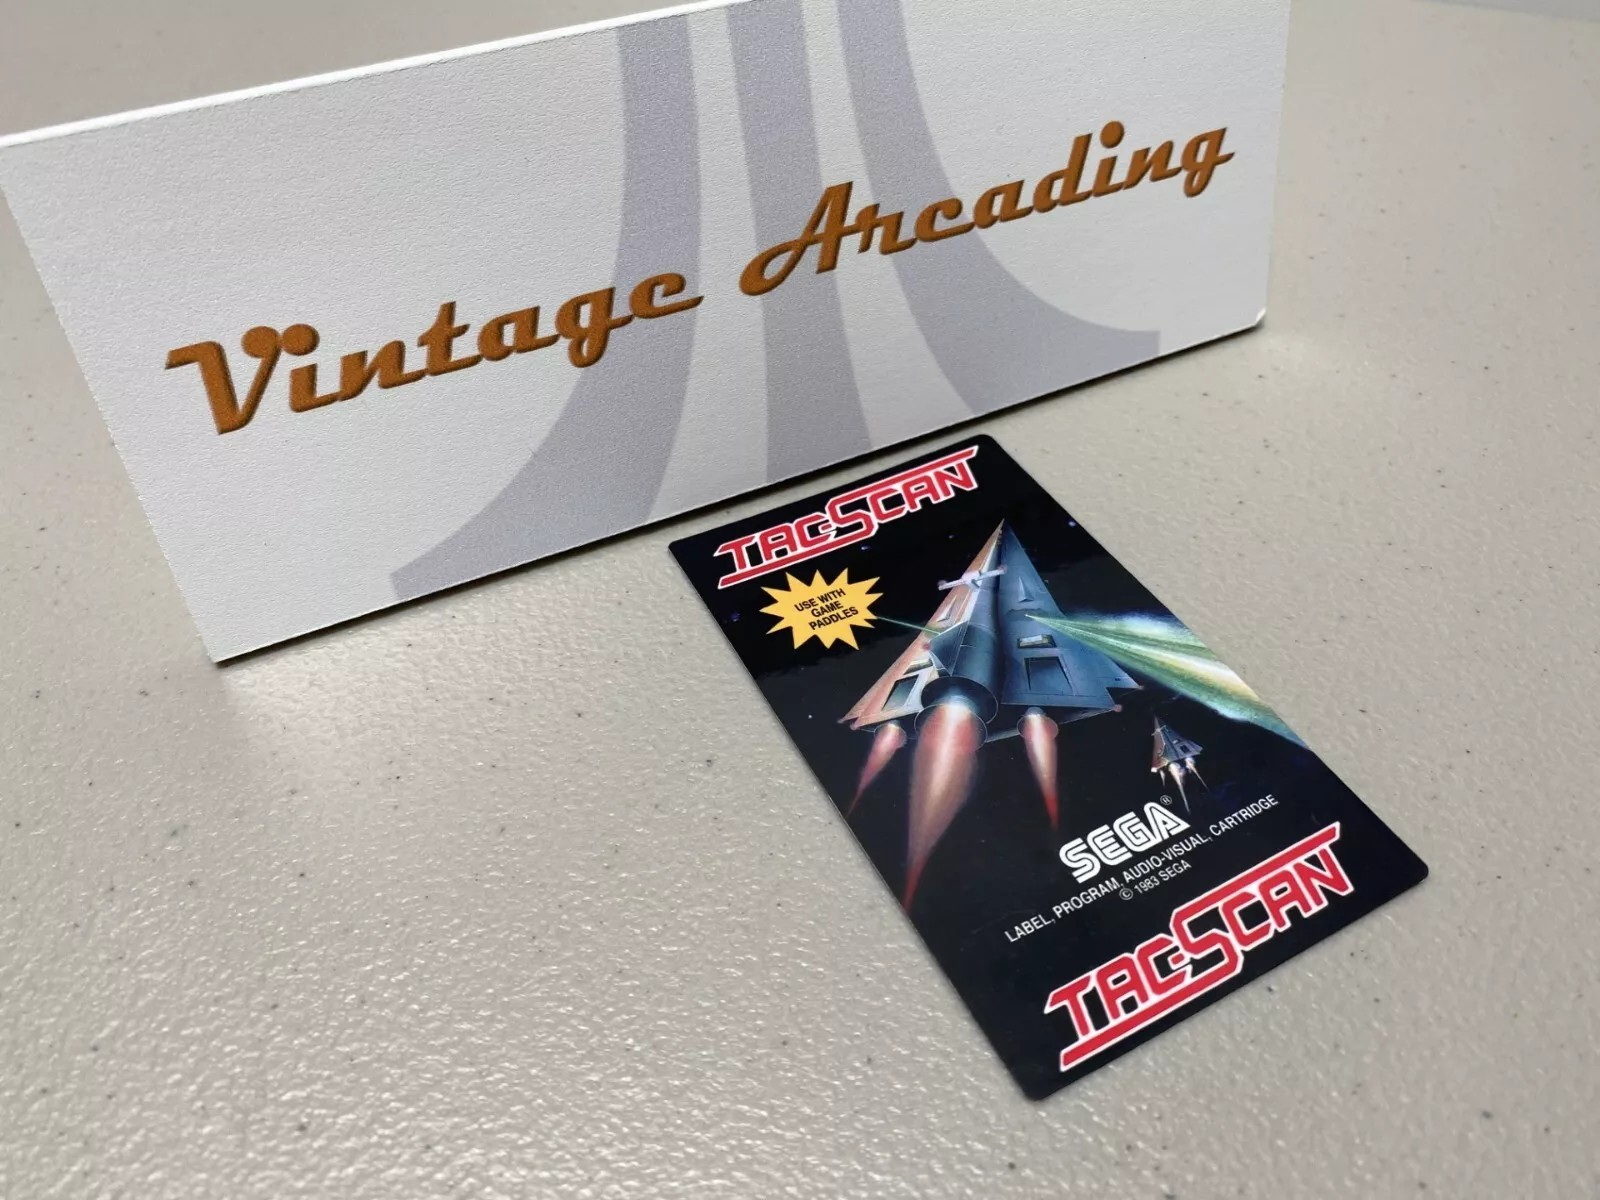 Vintage Arcading
TAC-SCAN
USE WITH
GAME
PADDLES
SEGA®
LABEL, PROGRAM, AUDIO-VISUAL, CARTRIDGE
© 1983 SEGA
TAC-SCAN